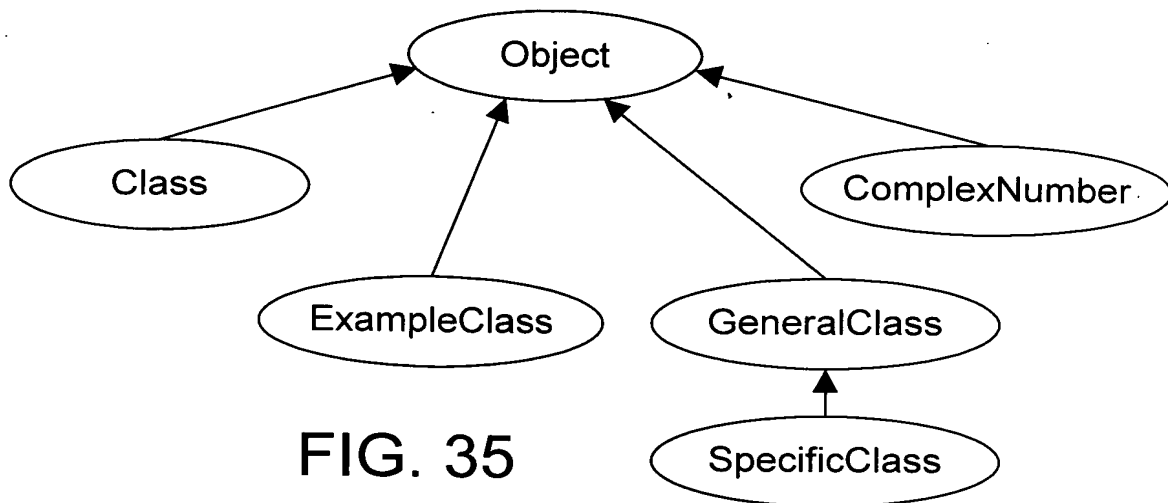 Object
Class
ComplexNumber
ExampleClass
GeneralClass
SpecificClass
FIG. 35